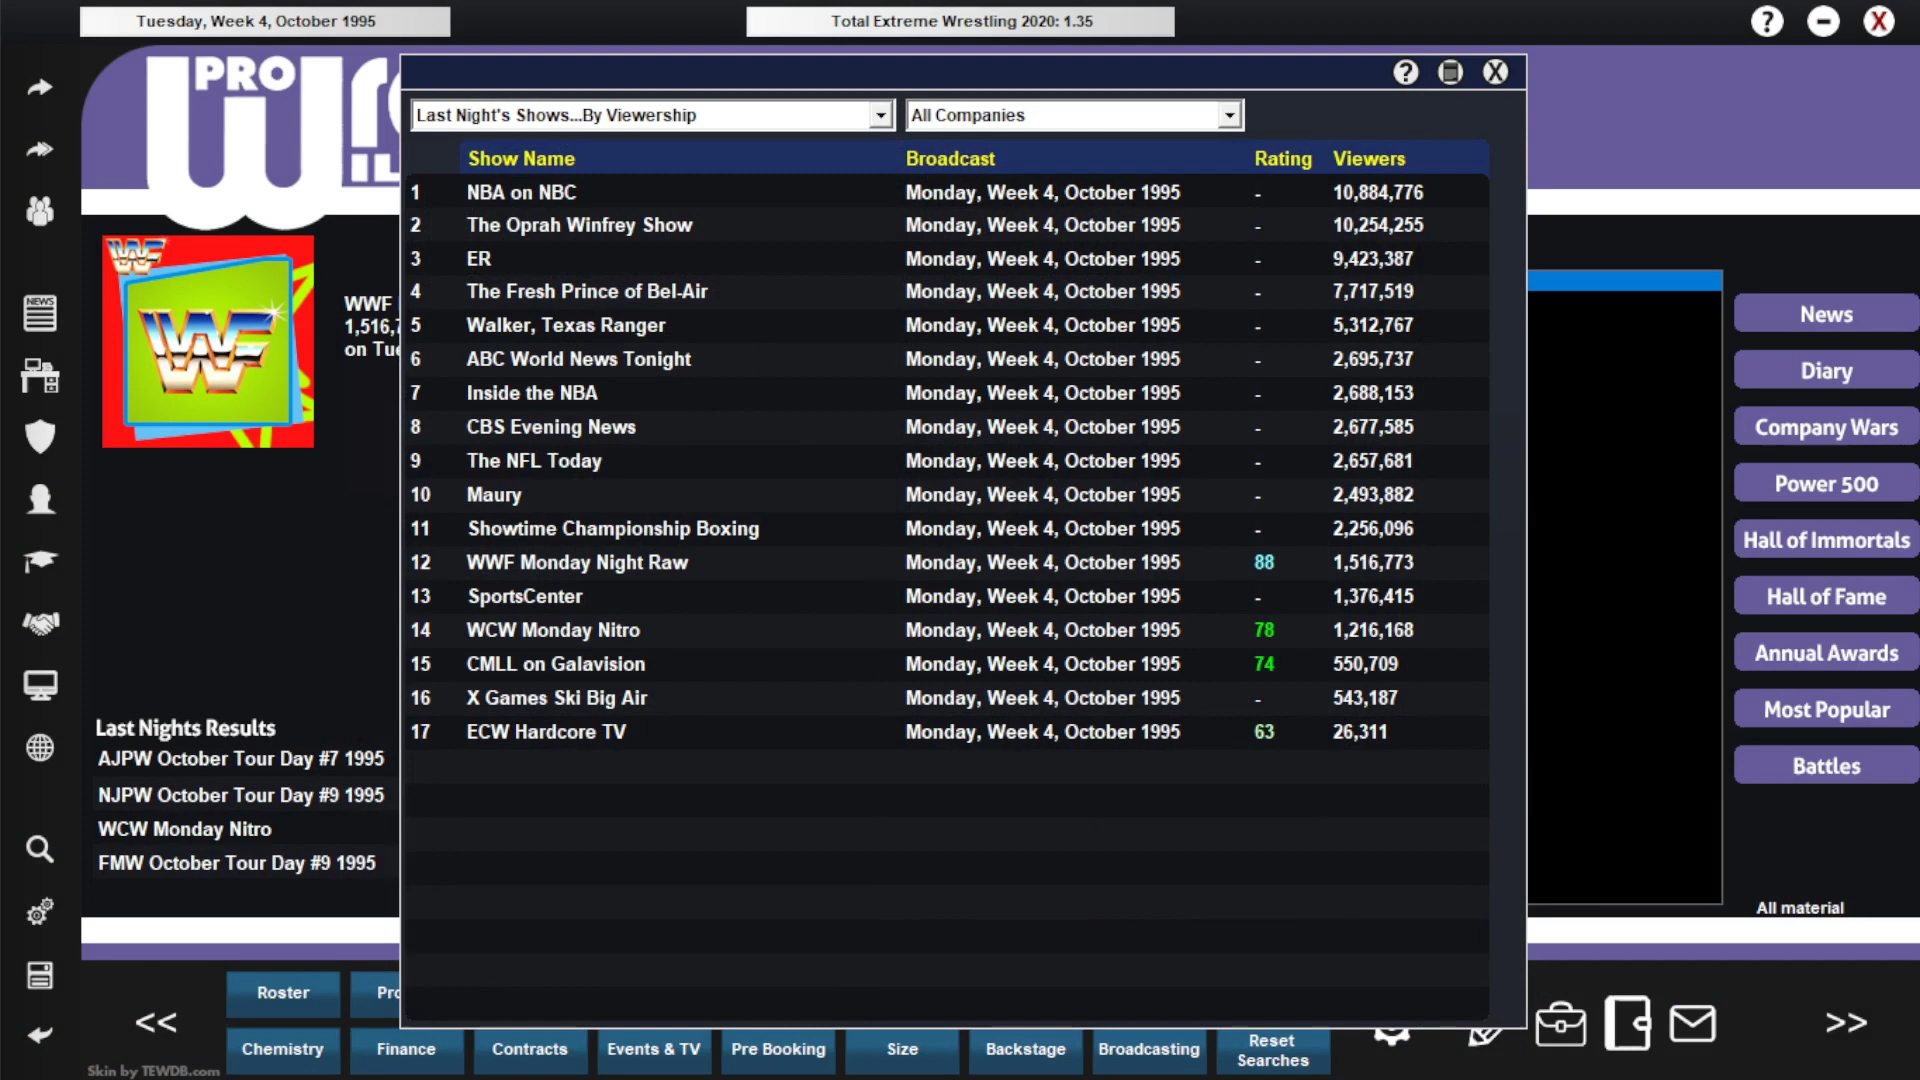 Tuesday, Week 4, October 1995
Total Extreme Wrestling 2020: 1.35
PRO
Last Night's Shows...By Viewership
All Companies
Show Name Broadcast Rating Viewers
1 NBA on NBC Monday, Week 4, October 1995 - 10,884,776
2 The Oprah Winfrey Show Monday, Week 4, October 1995 - 10,254,255
3 ER Monday, Week 4, October 1995 - 9,423,387
4 The Fresh Prince of Bel-Air Monday, Week 4, October 1995 - 7,717,519
5 Walker, Texas Ranger Monday, Week 4, October 1995 - 5,312,767
6 ABC World News Tonight Monday, Week 4, October 1995 - 2,695,737
7 Inside the NBA Monday, Week 4, October 1995 - 2,688,153
8 CBS Evening News Monday, Week 4, October 1995 - 2,677,585
9 The NFL Today Monday, Week 4, October 1995 - 2,657,681
10 Maury Monday, Week 4, October 1995 - 2,493,882
11 Showtime Championship Boxing Monday, Week 4, October 1995 - 2,256,096
12 WWF Monday Night Raw Monday, Week 4, October 1995 88 1,516,773
13 SportsCenter Monday, Week 4, October 1995 - 1,376,415
14 WCW Monday Nitro Monday, Week 4, October 1995 78 1,216,168
15 CMLL on Galavision Monday, Week 4, October 1995 74 550,709
16 X Games Ski Big Air Monday, Week 4, October 1995 - 543,187
17 ECW Hardcore TV Monday, Week 4, October 1995 63 26,311
NEWS
WWF
WWF
WWF
1,516,7
on Tue
Last Nights Results
AJPW October Tour Day #7 1995
NJPW October Tour Day #9 1995
WCW Monday Nitro
FMW October Tour Day #9 1995
News
Diary
Company Wars
Power 500
Hall of Immortals
Hall of Fame
Annual Awards
Most Popular
Battles
All material
<<
Roster
Pro
>>
Chemistry
Finance
Contracts
Events & TV
Pre Booking
Size
Backstage
Broadcasting
Reset
Searches
Skin by TEWDB.com